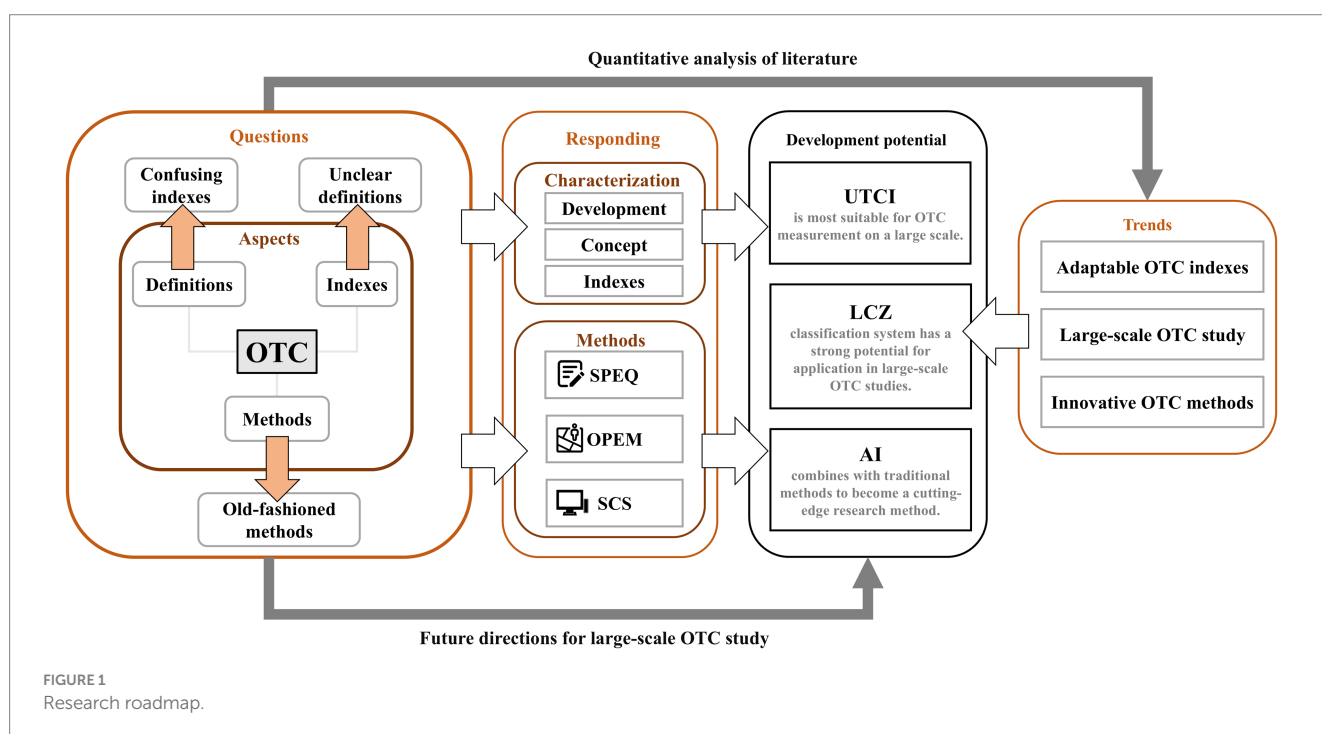 Quantitative analysis of literature
Questions
Confusing
indexes
Unclear
definitions
Aspects
Definitions
Indexes
OTC
Methods
Old-fashioned
methods
Responding
Characterization
Development
Concept
Indexes
Methods
SPEQ
OPEM
SCS
Development potential
UTCI
is most suitable for OTC
measurement on a large scale.
LCZ
classification system has a
strong potential for
application in large-scale
OTC studies.
AI
combines with traditional
methods to become a cutting-
edge research method.
Trends
Adaptable OTC indexes
Large-scale OTC study
Innovative OTC methods
Future directions for large-scale OTC study
FIGURE 1
Research roadmap.